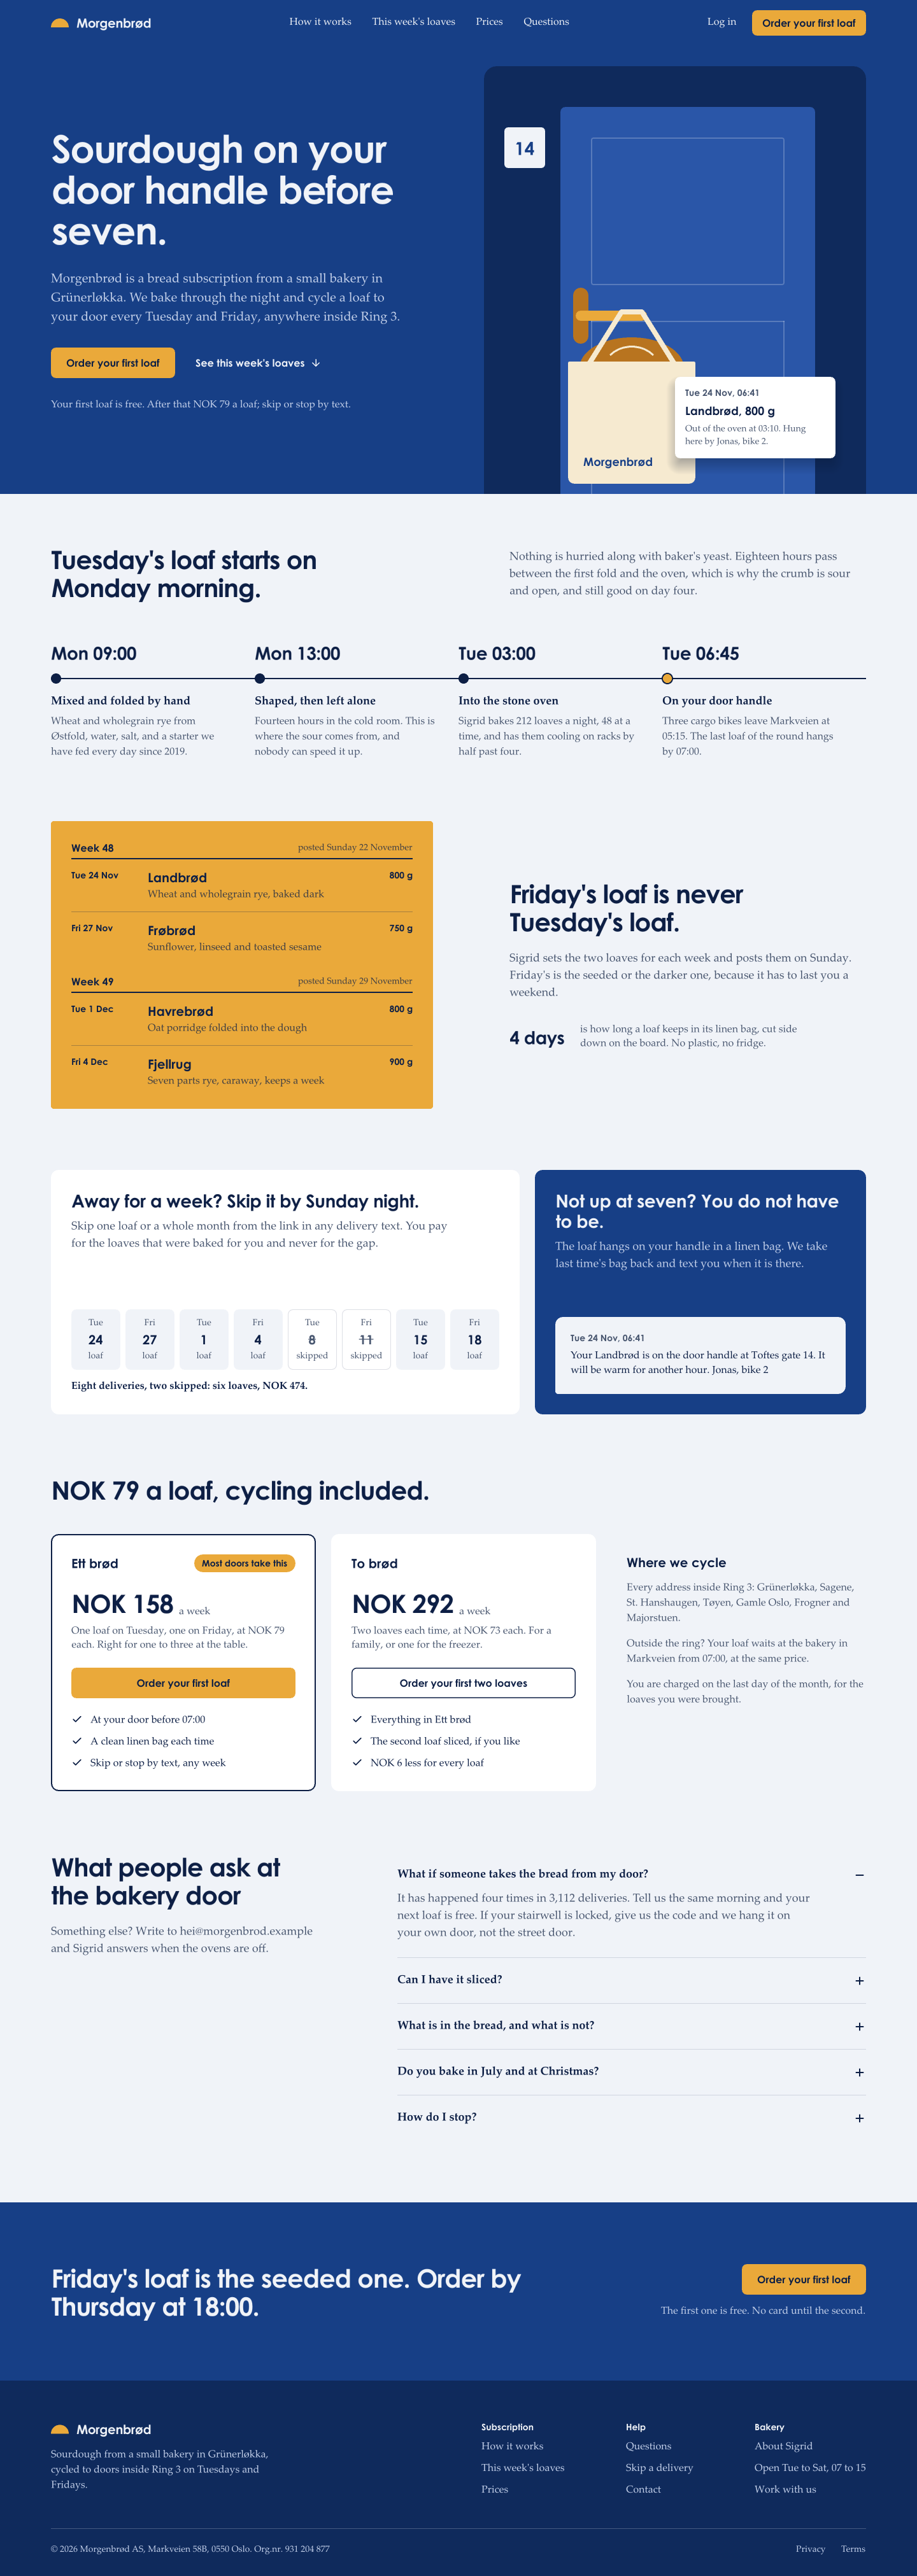 Morgenbrød
How it works
This week's loaves
Prices
Questions
Log in
Order your first loaf
Sourdough on your
door handle before
seven.
Morgenbrød is a bread subscription from a small bakery in
Grünerløkka. We bake through the night and cycle a loaf to
your door every Tuesday and Friday, anywhere inside Ring 3.
Order your first loaf
See this week's loaves ↓
Your first loaf is free. After that NOK 79 a loaf; skip or stop by text.
14
Morgenbrød
Tue 24 Nov, 06:41
Landbrød, 800 g
Out of the oven at 03:10. Hung
here by Jonas, bike 2.
Tuesday's loaf starts on
Monday morning.
Nothing is hurried along with baker's yeast. Eighteen hours pass
between the first fold and the oven, which is why the crumb is sour
and open, and still good on day four.
Mon 09:00
Mixed and folded by hand
Wheat and wholegrain rye from
Østfold, water, salt, and a starter we
have fed every day since 2019.
Mon 13:00
Shaped, then left alone
Fourteen hours in the cold room. This is
where the sour comes from, and
nobody can speed it up.
Tue 03:00
Into the stone oven
Sigrid bakes 212 loaves a night, 48 at a
time, and has them cooling on racks by
half past four.
Tue 06:45
On your door handle
Three cargo bikes leave Markveien at
05:15. The last loaf of the round hangs
by 07:00.
Week 48
posted Sunday 22 November
Tue 24 Nov
Landbrød
800 g
Wheat and wholegrain rye, baked dark
Fri 27 Nov
Frøbrød
750 g
Sunflower, linseed and toasted sesame
Week 49
posted Sunday 29 November
Tue 1 Dec
Havrebrød
800 g
Oat porridge folded into the dough
Fri 4 Dec
Fjellrug
900 g
Seven parts rye, caraway, keeps a week
Friday's loaf is never
Tuesday's loaf.
Sigrid sets the two loaves for each week and posts them on Sunday.
Friday's is the seeded or the darker one, because it has to last you a
weekend.
4 days
is how long a loaf keeps in its linen bag, cut side
down on the board. No plastic, no fridge.
Away for a week? Skip it by Sunday night.
Skip one loaf or a whole month from the link in any delivery text. You pay
for the loaves that were baked for you and never for the gap.
Tue
24
loaf
Fri
27
loaf
Tue
1
loaf
Fri
4
loaf
Tue
8
skipped
Fri
11
skipped
Tue
15
loaf
Fri
18
loaf
Eight deliveries, two skipped: six loaves, NOK 474.
Not up at seven? You do not have
to be.
The loaf hangs on your handle in a linen bag. We take
last time's bag back and text you when it is there.
Tue 24 Nov, 06:41
Your Landbrød is on the door handle at Toftes gate 14. It
will be warm for another hour. Jonas, bike 2
NOK 79 a loaf, cycling included.
Ett brød
Most doors take this
NOK 158 a week
One loaf on Tuesday, one on Friday, at NOK 79
each. Right for one to three at the table.
Order your first loaf
At your door before 07:00
A clean linen bag each time
Skip or stop by text, any week
To brød
NOK 292 a week
Two loaves each time, at NOK 73 each. For a
family, or one for the freezer.
Order your first two loaves
Everything in Ett brød
The second loaf sliced, if you like
NOK 6 less for every loaf
Where we cycle
Every address inside Ring 3: Grünerløkka, Sagene,
St. Hanshaugen, Tøyen, Gamle Oslo, Frogner and
Majorstuen.
Outside the ring? Your loaf waits at the bakery in
Markveien from 07:00, at the same price.
You are charged on the last day of the month, for the
loaves you were brought.
What people ask at
the bakery door
Something else? Write to hei@morgenbrod.example
and Sigrid answers when the ovens are off.
What if someone takes the bread from my door?
It has happened four times in 3,112 deliveries. Tell us the same morning and your
next loaf is free. If your stairwell is locked, give us the code and we hang it on
your own door, not the street door.
Can I have it sliced?
What is in the bread, and what is not?
Do you bake in July and at Christmas?
How do I stop?
Friday's loaf is the seeded one. Order by
Thursday at 18:00.
Order your first loaf
The first one is free. No card until the second.
Morgenbrød
Sourdough from a small bakery in Grünerløkka,
cycled to doors inside Ring 3 on Tuesdays and
Fridays.
Subscription
How it works
This week's loaves
Prices
Help
Questions
Skip a delivery
Contact
Bakery
About Sigrid
Open Tue to Sat, 07 to 15
Work with us
© 2026 Morgenbrød AS, Markveien 58B, 0550 Oslo. Org.nr. 931 204 877
Privacy
Terms